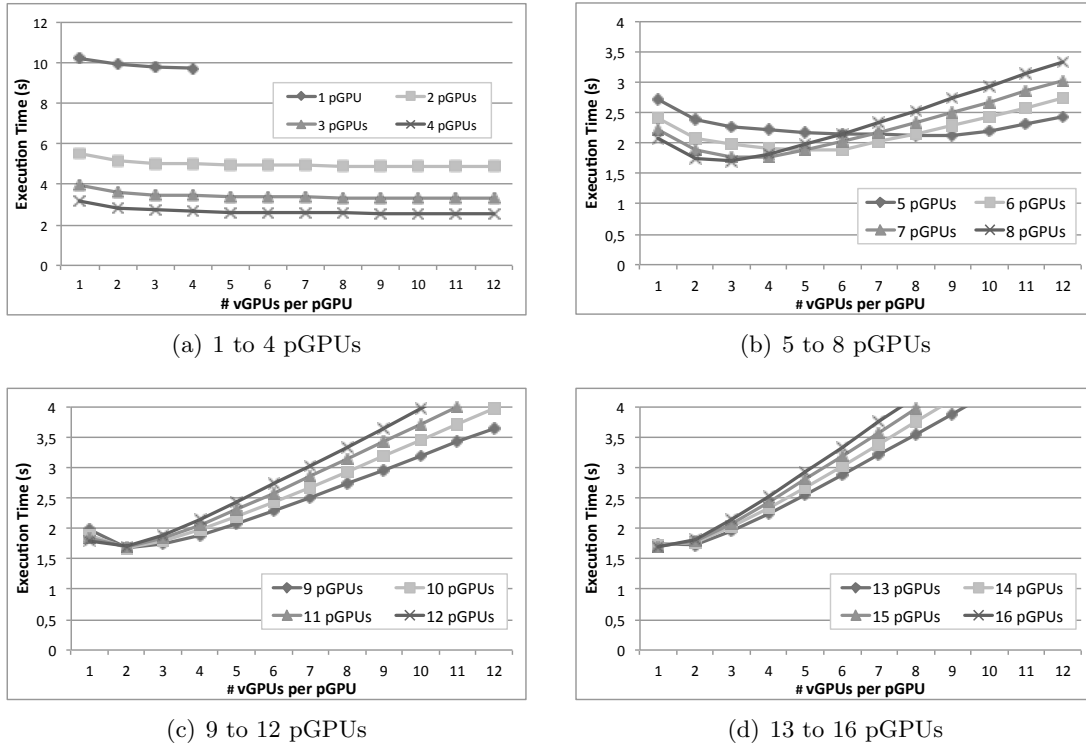 12
10
8
6
4
2
0
Execution Time (s)
1 pGPU
2 pGPUs
3 pGPUs
4 pGPUs
1 2 3 4 5 6 7 8 9 10 11 12
# vGPUs per pGPU
(a) 1 to 4 pGPUs
4
3,5
3
2,5
2
1,5
1
0,5
0
Execution Time (s)
5 pGPUs
6 pGPUs
7 pGPUs
8 pGPUs
1 2 3 4 5 6 7 8 9 10 11 12
# vGPUs per pGPU
(b) 5 to 8 pGPUs
4
3,5
3
2,5
2
1,5
1
0,5
0
Execution Time (s)
9 pGPUs
10 pGPUs
11 pGPUs
12 pGPUs
1 2 3 4 5 6 7 8 9 10 11 12
# vGPUs per pGPU
(c) 9 to 12 pGPUs
4
3,5
3
2,5
2
1,5
1
0,5
0
Execution Time (s)
13 pGPUs
14 pGPUs
15 pGPUs
16 pGPUs
1 2 3 4 5 6 7 8 9 10 11 12
# vGPUs per pGPU
(d) 13 to 16 pGPUs